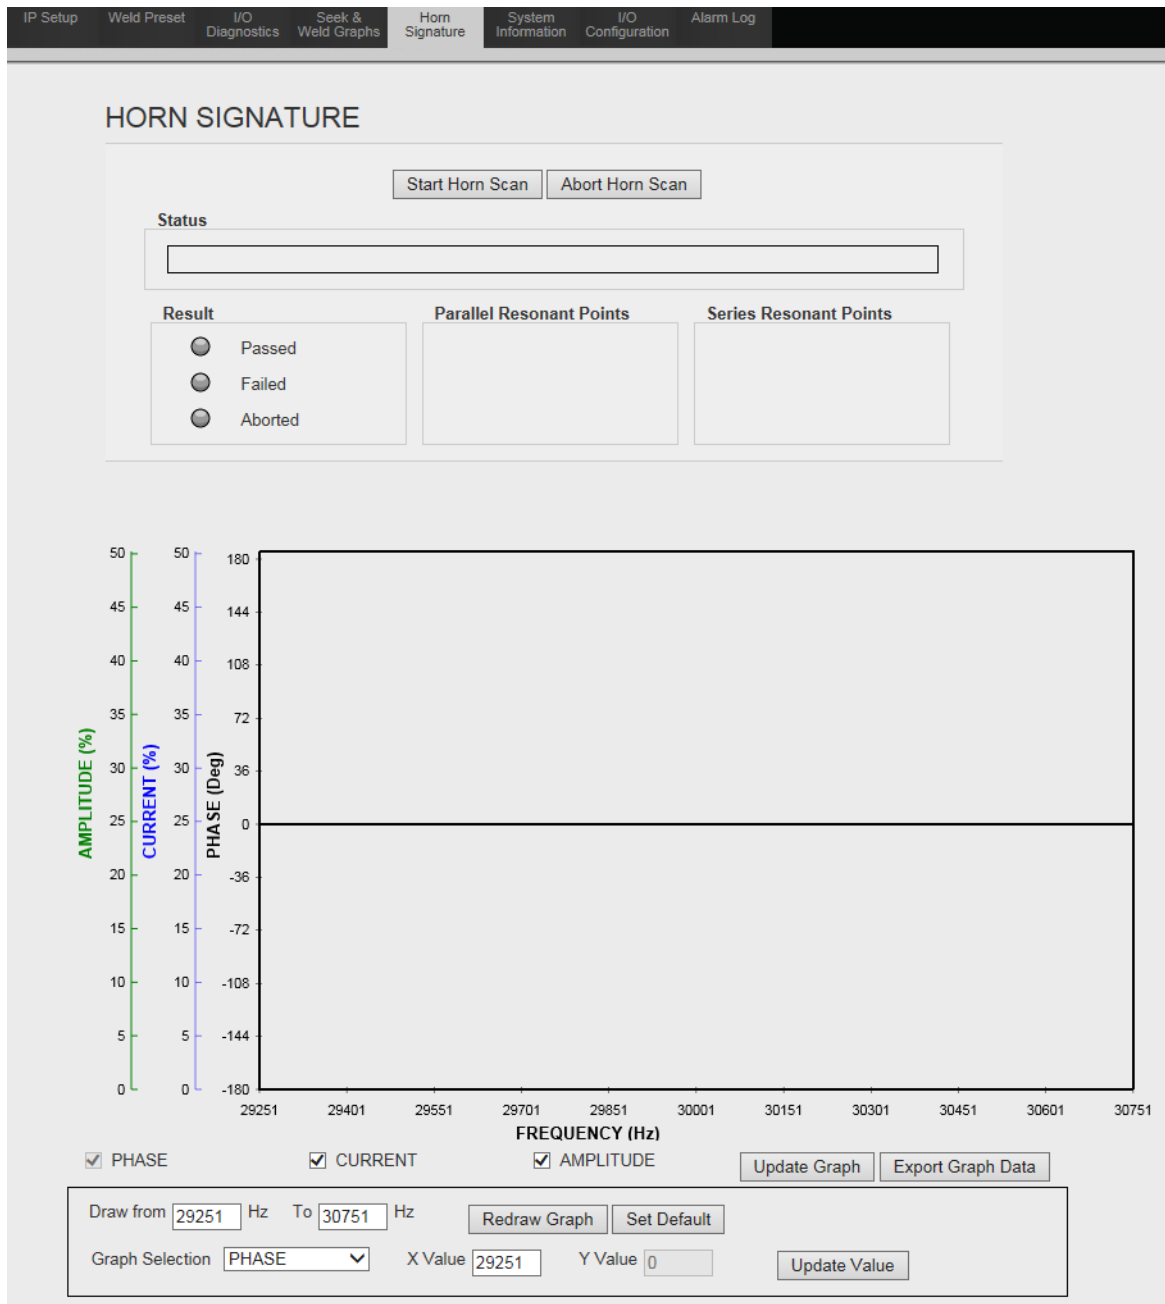 IP Setup Weld Preset I/O Diagnostics Seek & Weld Graphs Horn Signature System Information I/O Configuration Alarm Log
HORN SIGNATURE
Start Horn Scan Abort Horn Scan
Status
Result Parallel Resonant Points Series Resonant Points
Passed
Failed
Aborted
50 50 180
45 45 144
40 40 108
35 35 72
30 30 36
25 25 0
20 20 -36
15 15 -72
10 10 -108
5 5 -144
0 0 -180
AMPLITUDE (%)
CURRENT (%)
PHASE (Deg)
29251 29401 29551 29701 29851 30001 30151 30301 30451 30601 30751
FREQUENCY (Hz)
PHASE CURRENT AMPLITUDE Update Graph Export Graph Data
Draw from 29251 Hz To 30751 Hz Redraw Graph Set Default
Graph Selection PHASE X Value 29251 Y Value 0 Update Value